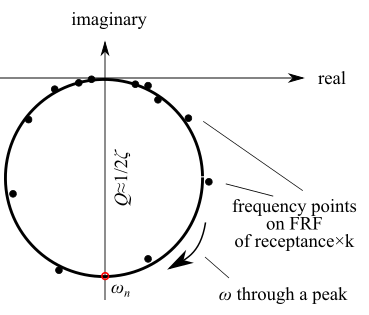 imaginary
real
Q≈1/2ζ
frequency points
on FRF
of receptance×k
ωn
ω through a peak